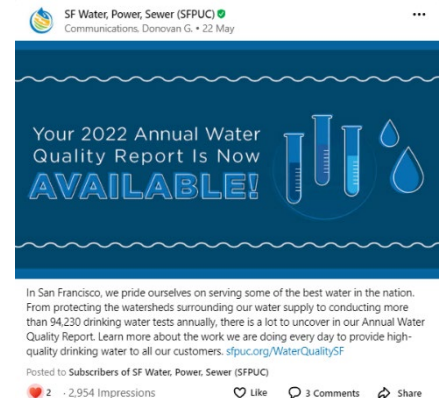 SF Water, Power, Sewer (SFPUC)
Communications, Donovan G. • 22 May
Your 2022 Annual Water
Quality Report Is Now
AVAILABLE!
In San Francisco, we pride ourselves on serving some of the best water in the nation.
From protecting the watersheds surrounding our water supply to conducting more
than 94,230 drinking water tests annually, there is a lot to uncover in our Annual Water
Quality Report. Learn more about the work we are doing every day to provide high-
quality drinking water to all our customers. sfpuc.org/WaterQualitySF
Posted to Subscribers of SF Water, Power, Sewer (SFPUC)
2 · 2,954 Impressions Like 3 Comments Share